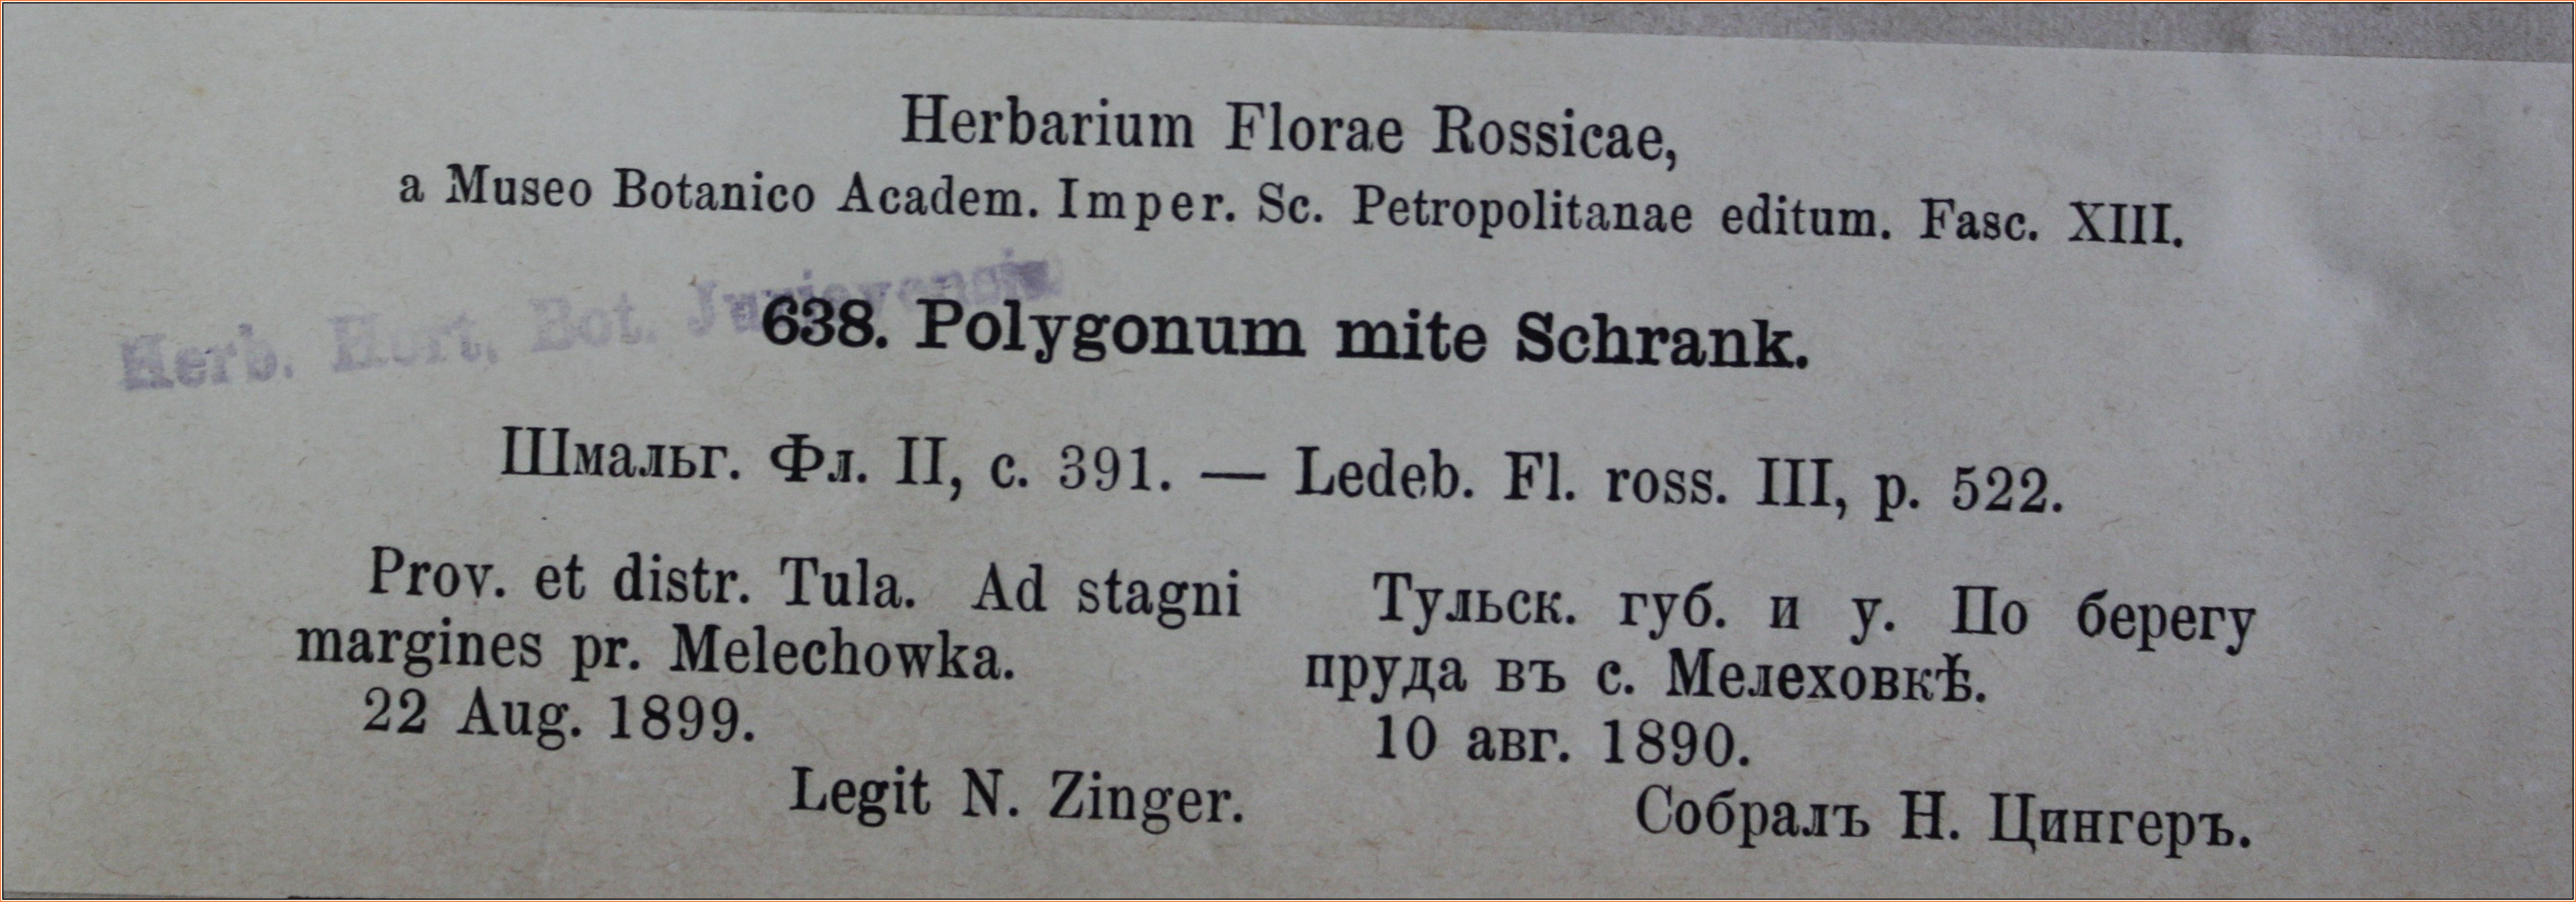 Herbarium Florae Rossicae,
a Museo Botanico Academ. Imper. Sc. Petropolitanae editum. Fasc. XIII.
Herb. Hort. Bot. Jurjevensis
638. Polygonum mite Schrank.
Шмальг. Фл. II, с. 391. — Ledeb. Fl. ross. III, p. 522.
Prov. et distr. Tula. Ad stagni
margines pr. Melechowka.
22 Aug. 1899.
Legit N. Zinger.
Тульск. губ. и у. По берегу
пруда въ с. Мелеховкѣ.
10 авг. 1890.
Собралъ Н. Цингеръ.